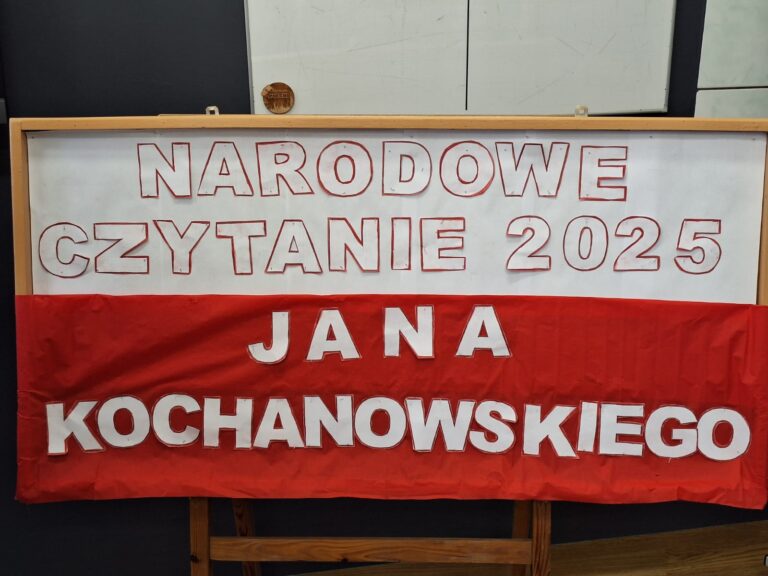 NARODOWE
CZYTANIE 2025
JANA
KOCHANOWSKIEGO